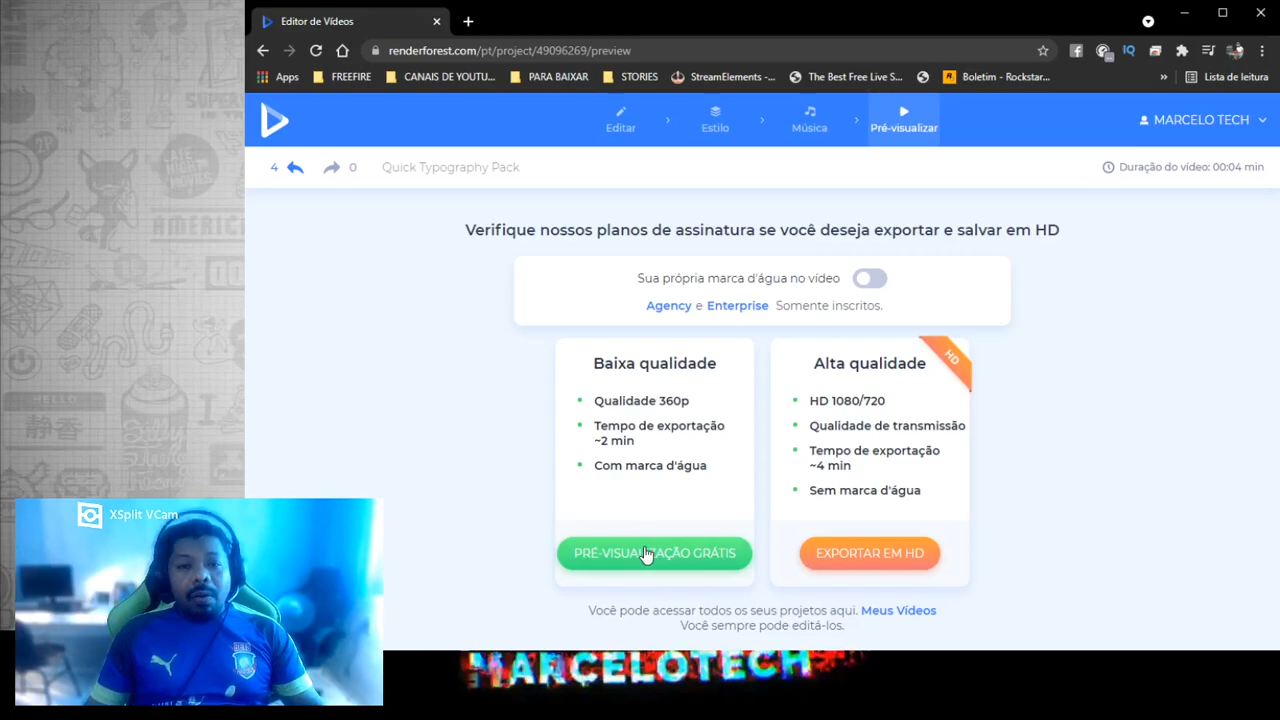 Editor de Vídeos
renderforest.com/pt/project/49096269/preview
Apps
FREEFIRE
CANAIS DE YOUTU...
PARA BAIXAR
STORIES
StreamElements -...
The Best Free Live S...
Boletim - Rockstar...
»
Lista de leitura
Editar
Estilo
Música
Pré-visualizar
MARCELO TECH
4
0
Quick Typography Pack
Duração do vídeo: 00:04 min
Verifique nossos planos de assinatura se você deseja exportar e salvar em HD
Sua própria marca d'água no vídeo
Agency e Enterprise Somente inscritos.
Baixa qualidade
Qualidade 360p
Tempo de exportação
~2 min
Com marca d'água
PRÉ-VISUALIZAÇÃO GRÁTIS
Alta qualidade
HD
HD 1080/720
Qualidade de transmissão
Tempo de exportação
~4 min
Sem marca d'água
EXPORTAR EM HD
Você pode acessar todos os seus projetos aqui. Meus Vídeos
Você sempre pode editá-los.
XSplit VCam
MARCELOTECH
AMERICA
HELLO
静香